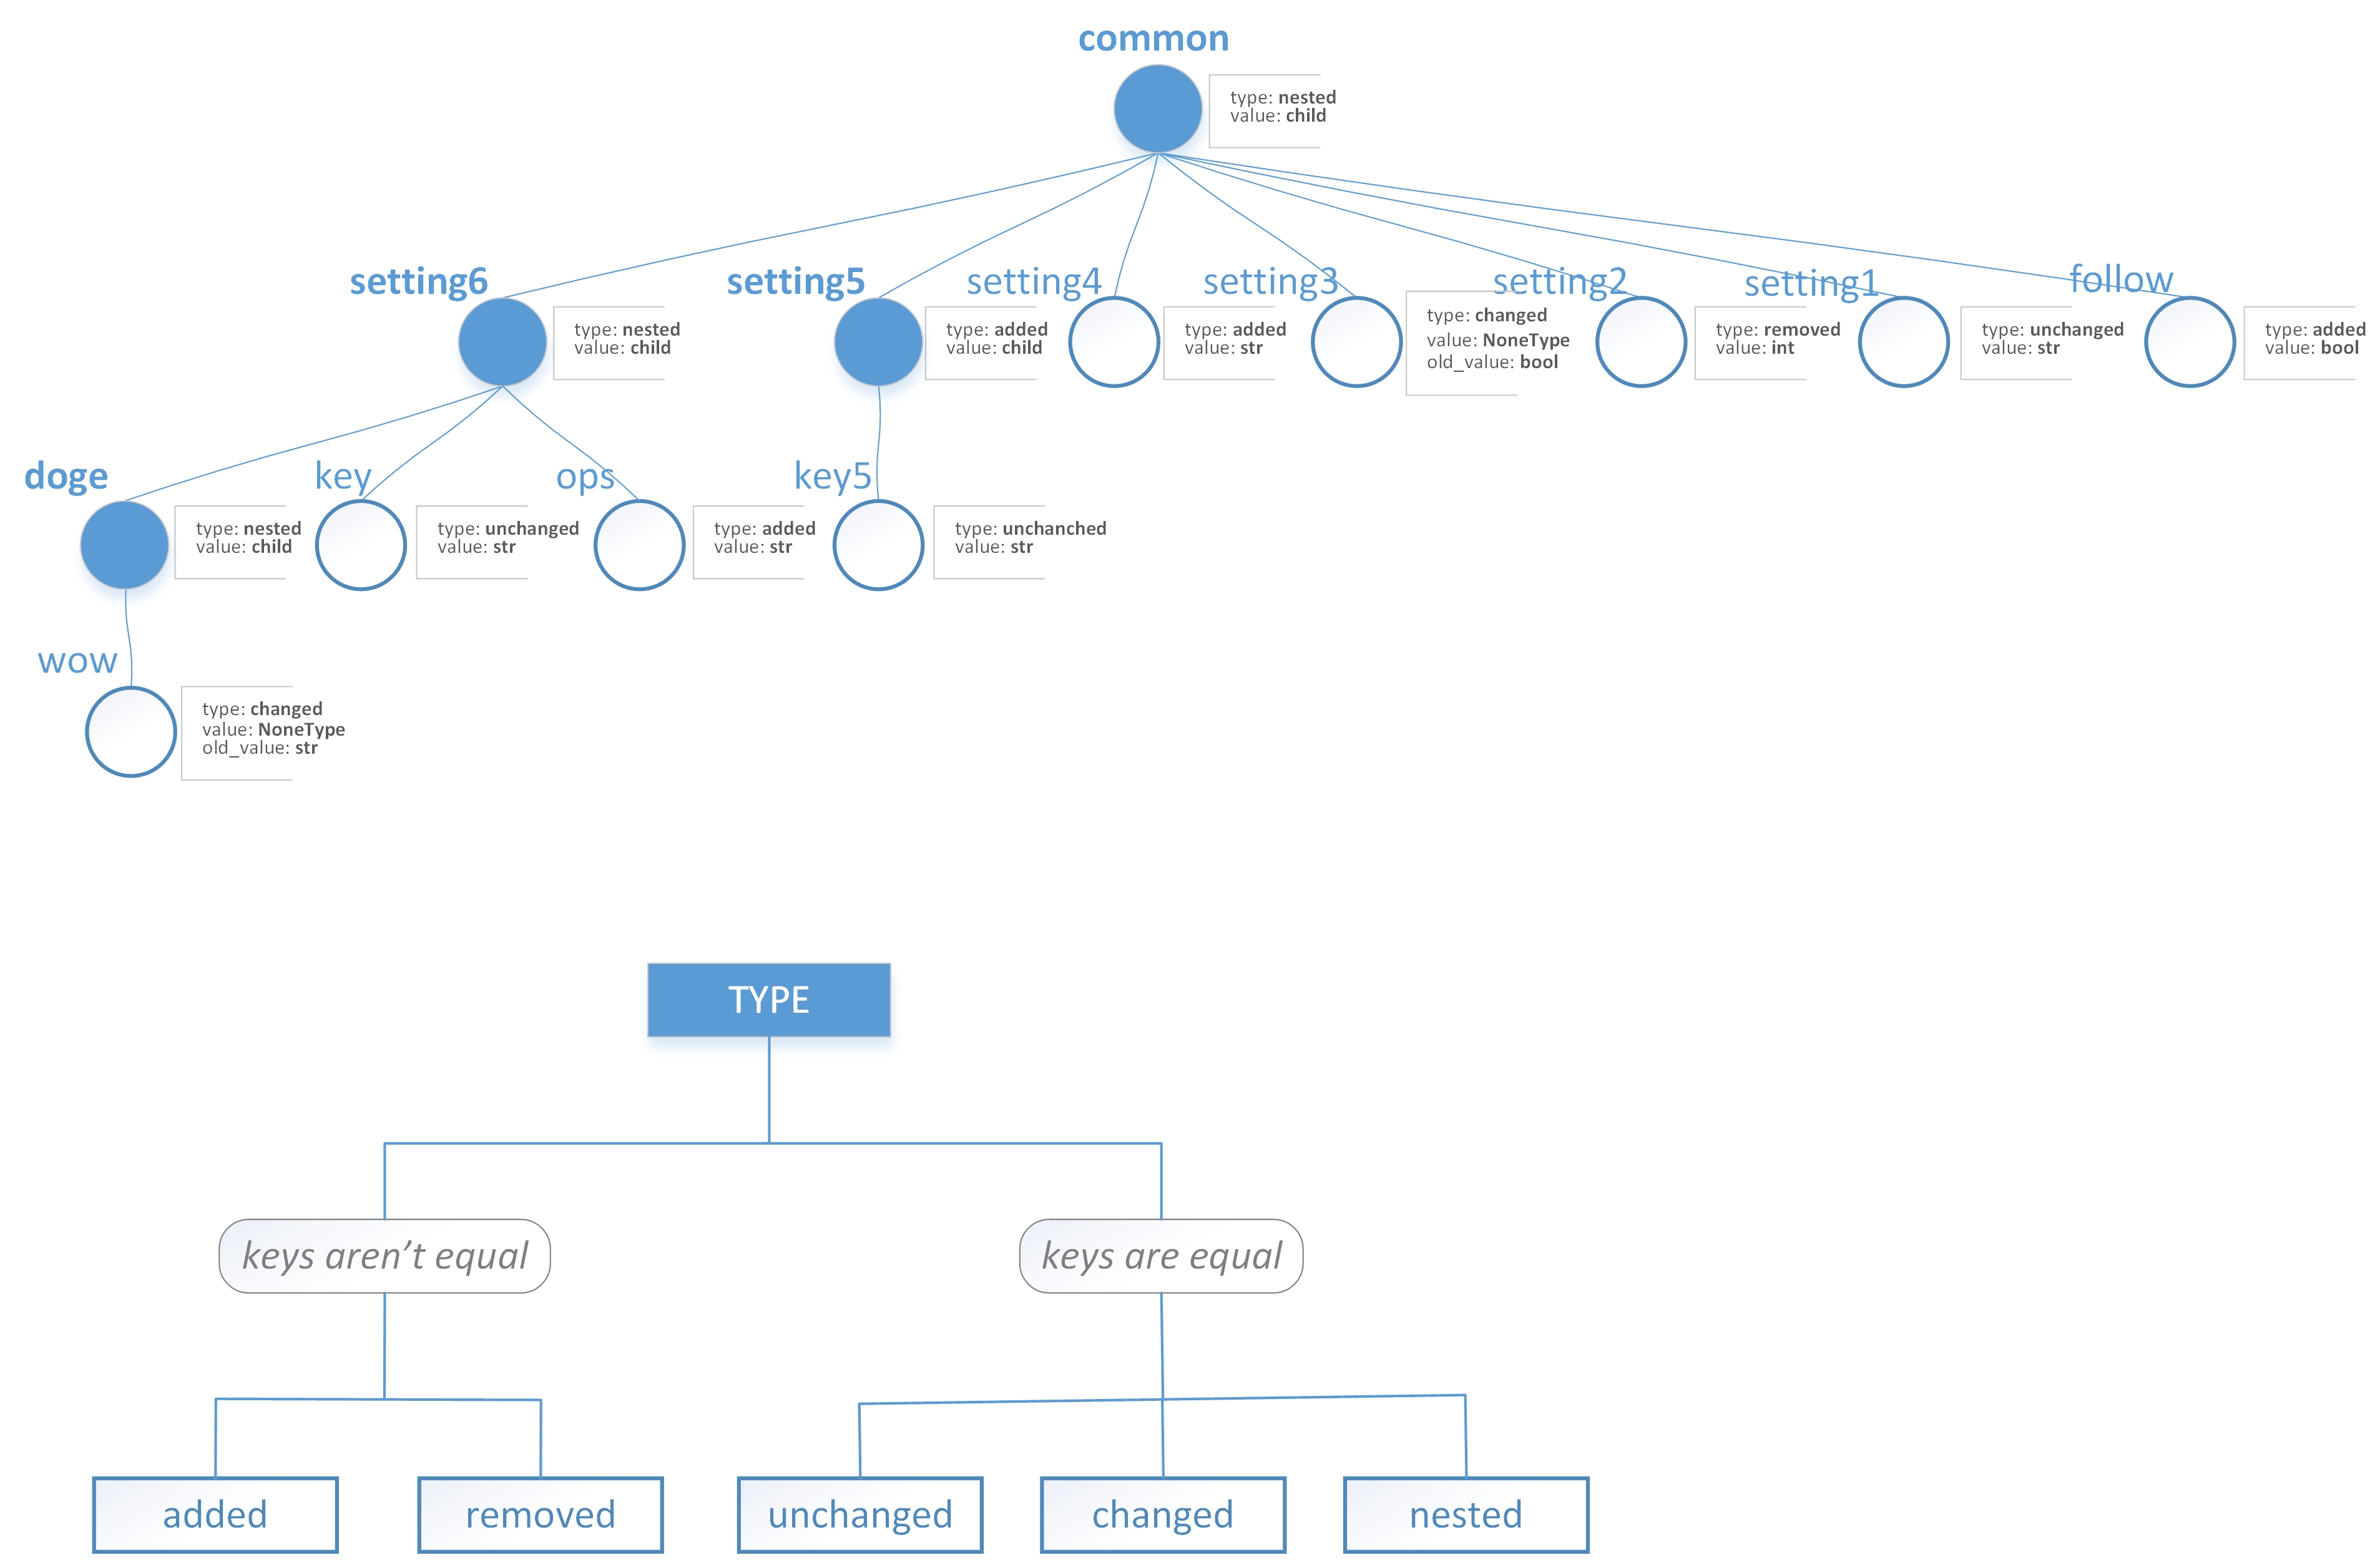 common
type: nested
value: child
setting6
type: nested
value: child
setting5
type: added
value: child
setting4
type: added
value: str
setting3
type: changed
value: NoneType
old_value: bool
setting2
type: removed
value: int
setting1
type: unchanged
value: str
follow
type: added
value: bool
doge
type: nested
value: child
key
type: unchanged
value: str
ops
type: added
value: str
key5
type: unchanched
value: str
wow
type: changed
value: NoneType
old_value: str
TYPE
keys aren’t equal
keys are equal
added
removed
unchanged
changed
nested